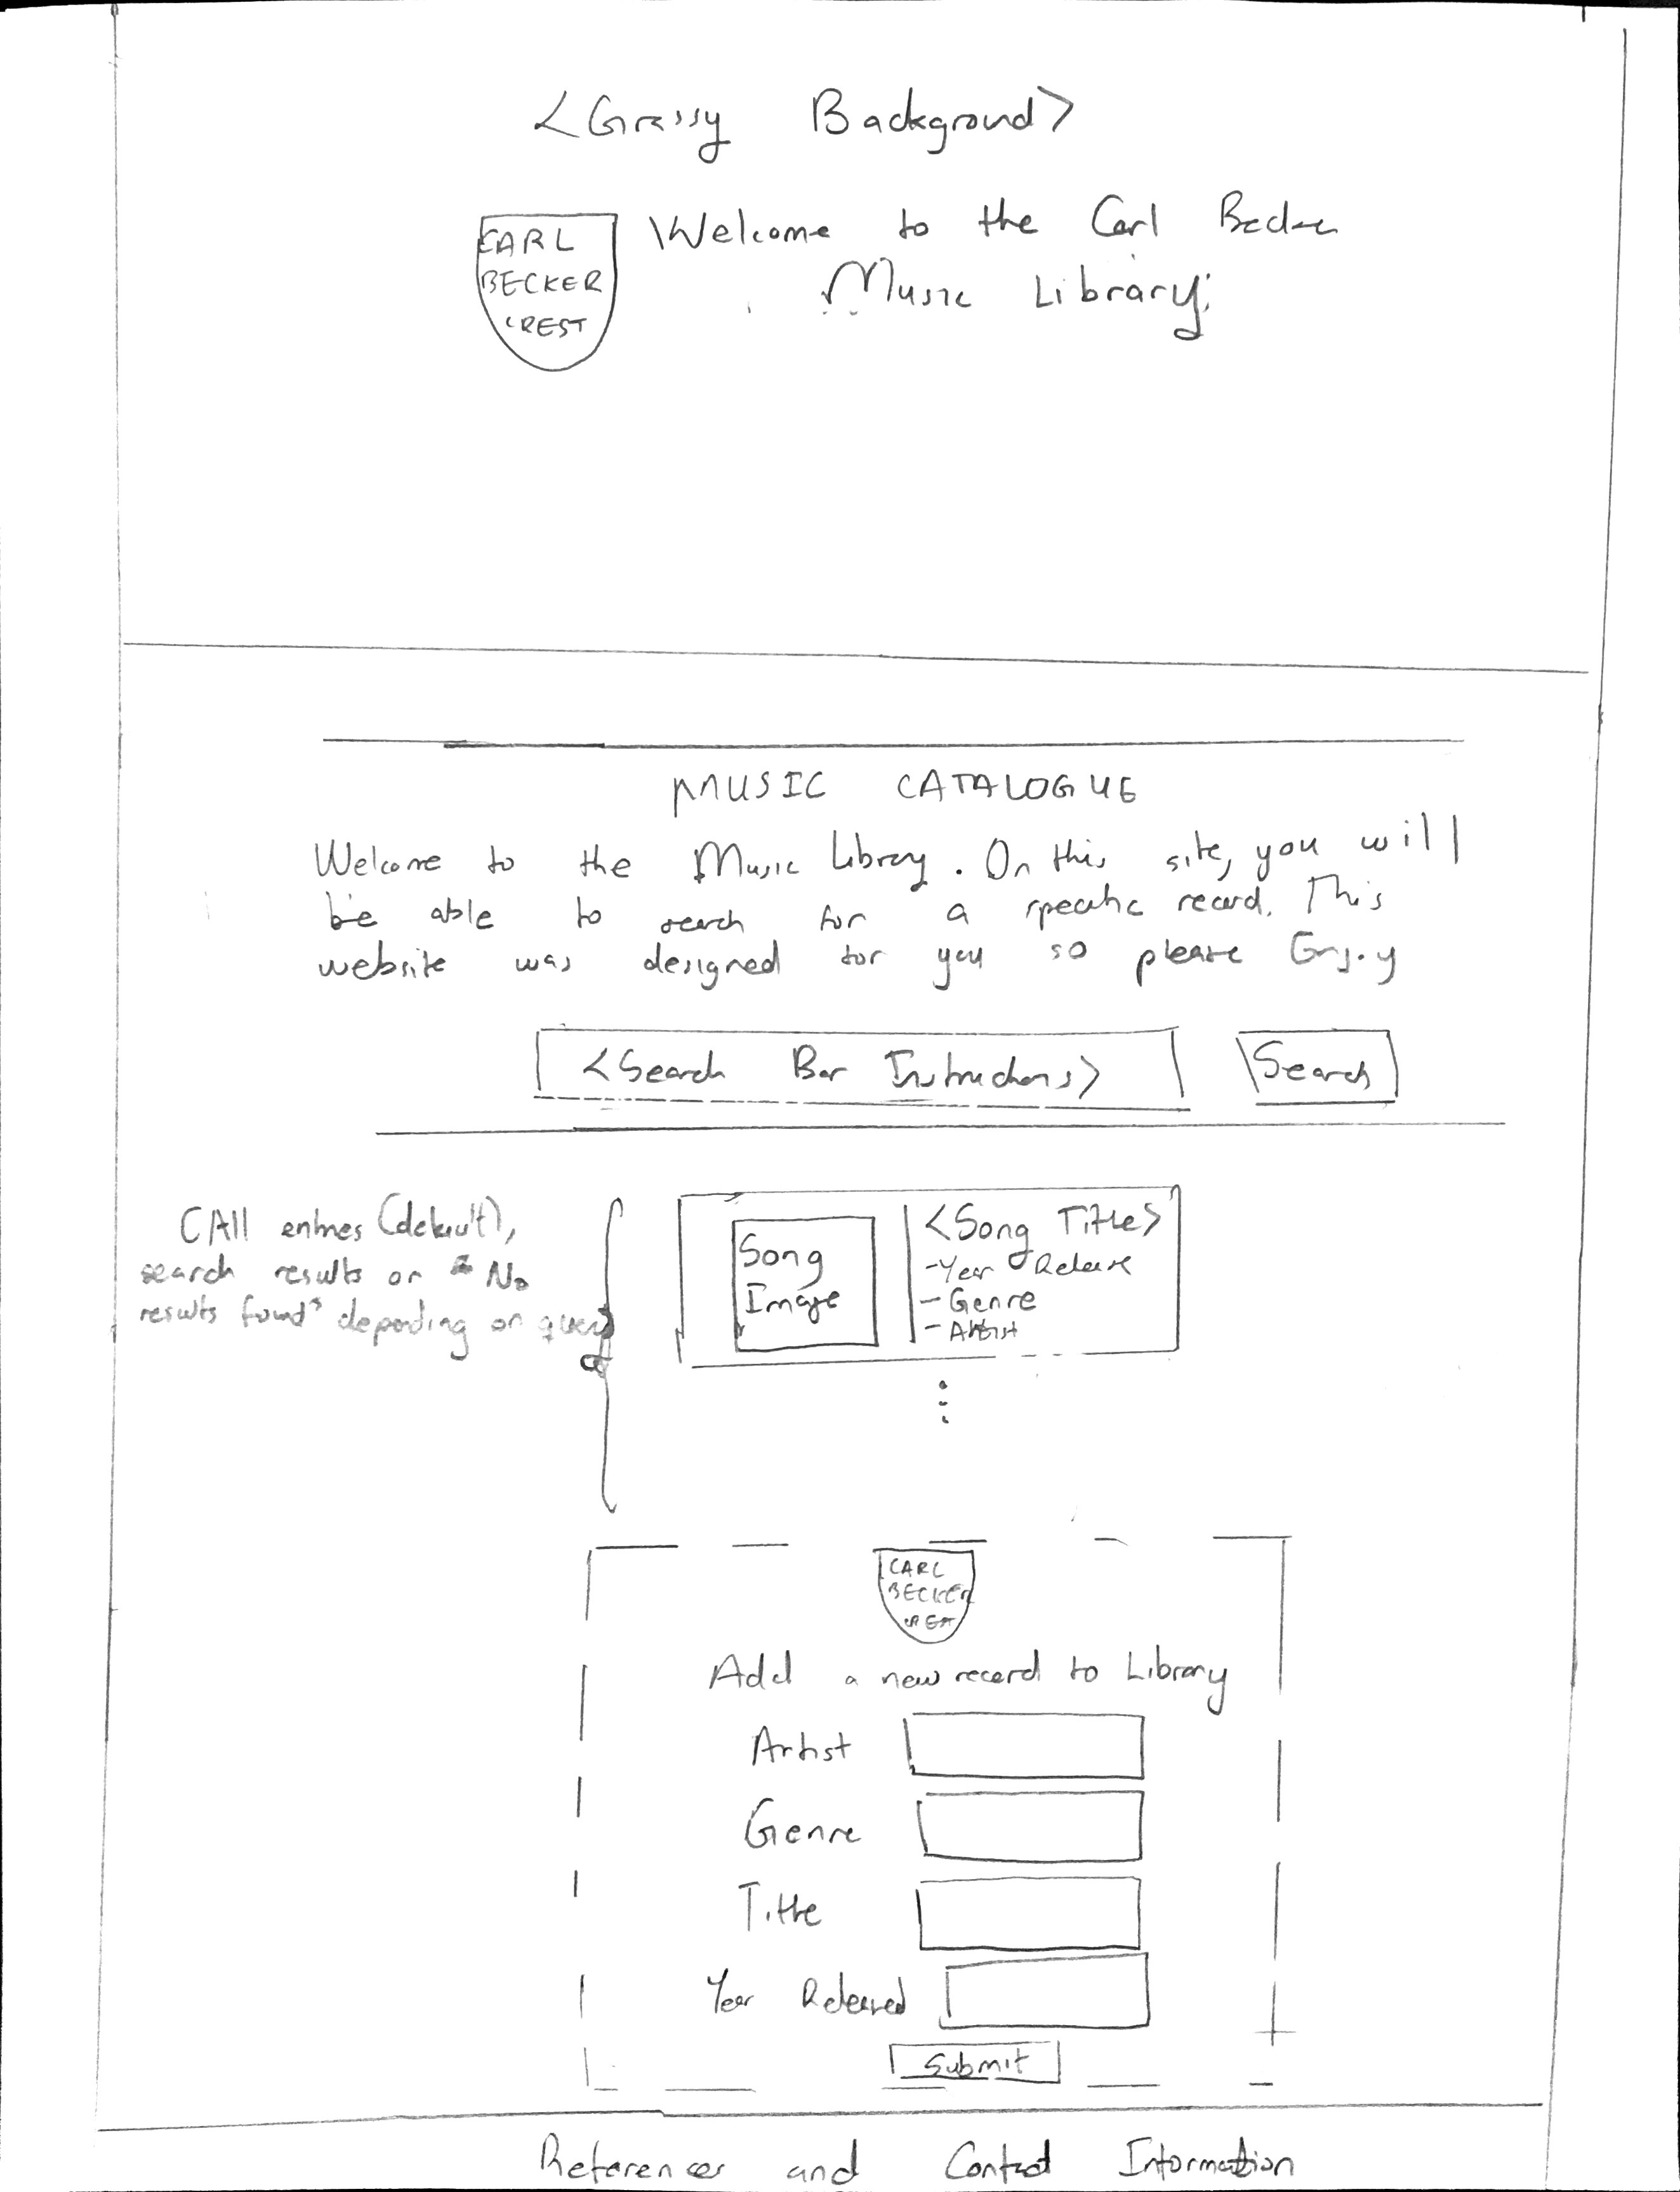 <Grassy Background>
CARL
BECKER
CREST
Welcome to the Carl Becker
Music Library
MUSIC CATALOGUE
Welcome to the Music Library. On this site, you will
be able to search for a specific record. This
website was designed for you so please Enjoy
<Search Bar Instructions>
Search
(All entries (default),
search results or "No
results found" depending on query
Song
Image
<Song Title>
-Year Release
- Genre
- Artist
CARL
BECKER
CREST
Add a new record to Library
Artist
Genre
Title
Year Released
Submit
References and Contact Information